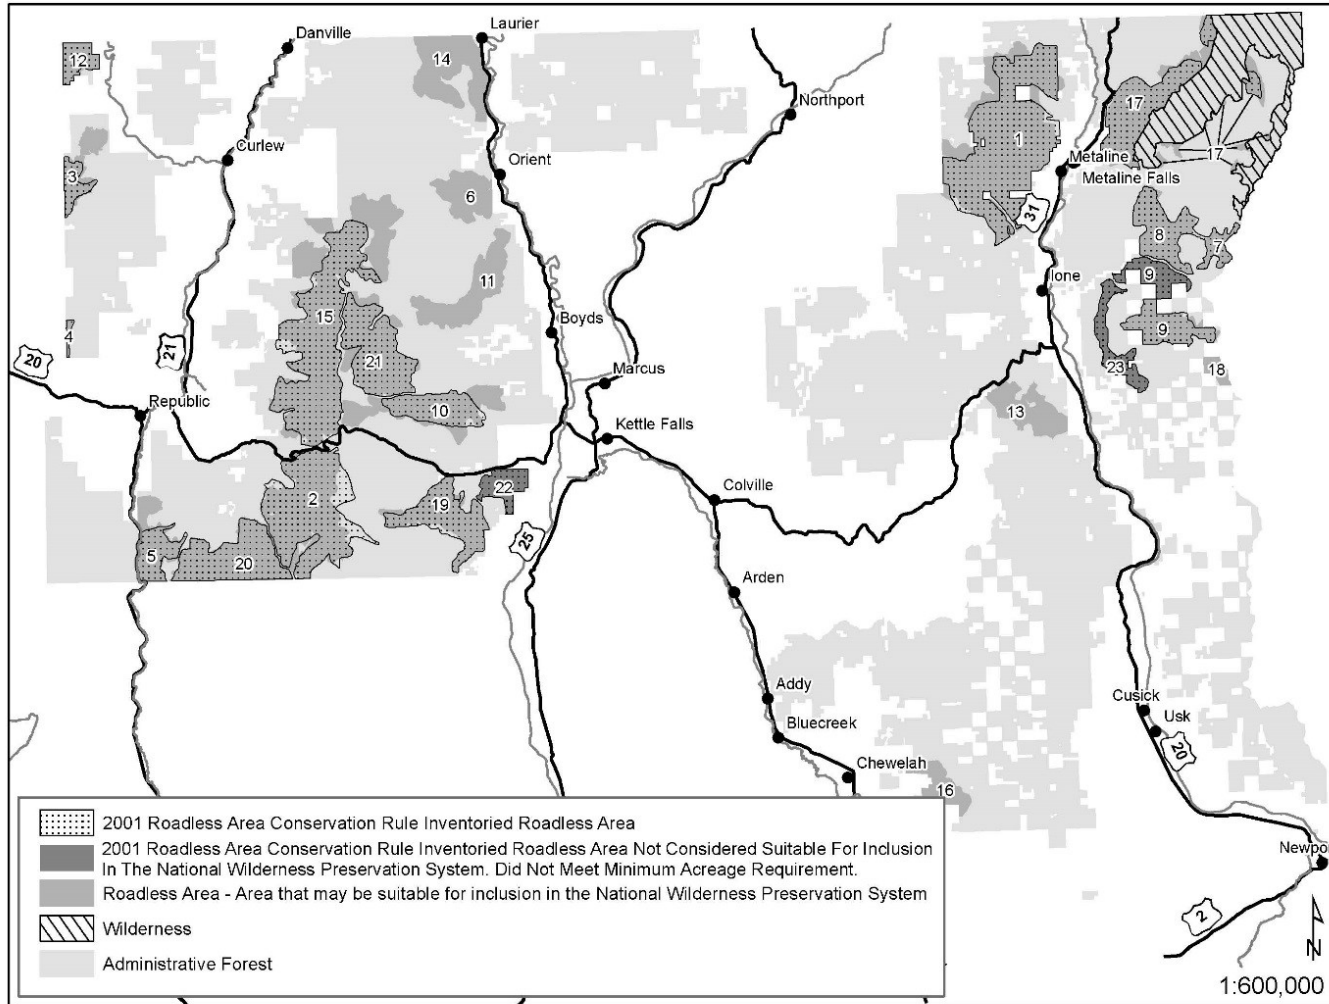 Laurier
Danville
12
14
Northport
17
Curlew
1
Metaline
17
Orient
Metaline Falls
3
6
31
8
7
11
9
Ione
15
Boyds
9
4
21
20
21
23
18
Marcus
Republic
10
13
Kettle Falls
2
22
19
Colville
25
5
20
Arden
Addy
Cusick
Usk
Bluecreek
20
Chewelah
16
2001 Roadless Area Conservation Rule Inventoried Roadless Area
2001 Roadless Area Conservation Rule Inventoried Roadless Area Not Considered Suitable For Inclusion
In The National Wilderness Preservation System. Did Not Meet Minimum Acreage Requirement.
Roadless Area - Area that may be suitable for inclusion in the National Wilderness Preservation System
Wilderness
Administrative Forest
Newpo
2
N
1:600,000